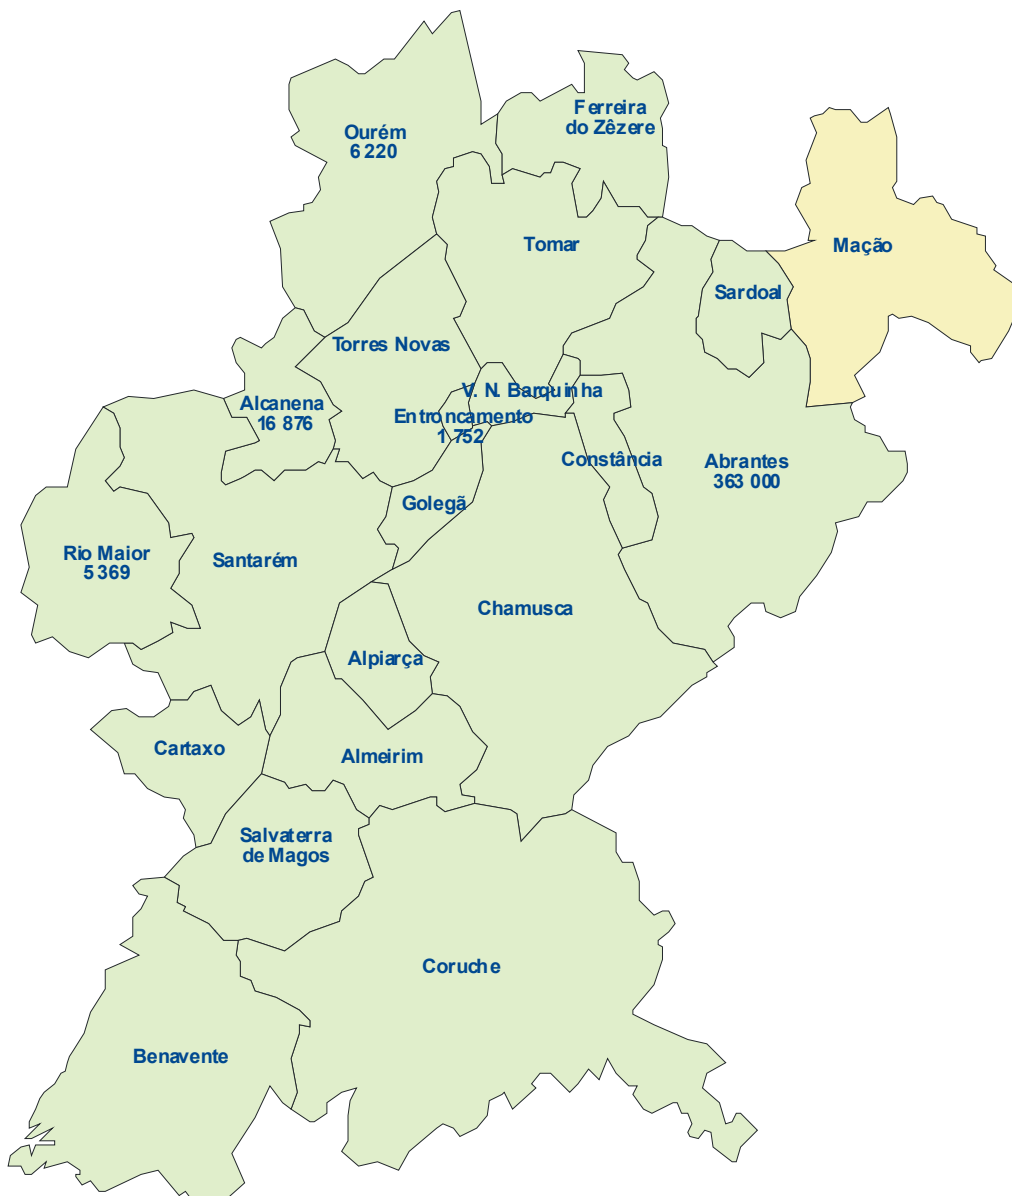 Ferreira
do Zêzere
Ourém
6 220
Tomar
Mação
Sardoal
Torres Novas
V. N. Barquinha
Alcanena
16 876
Entroncamento
1 752
Constância
Abrantes
363 000
Golegã
Rio Maior
5 369
Santarém
Chamusca
Alpiarça
Cartaxo
Almeirim
Salvaterra
de Magos
Coruche
Benavente